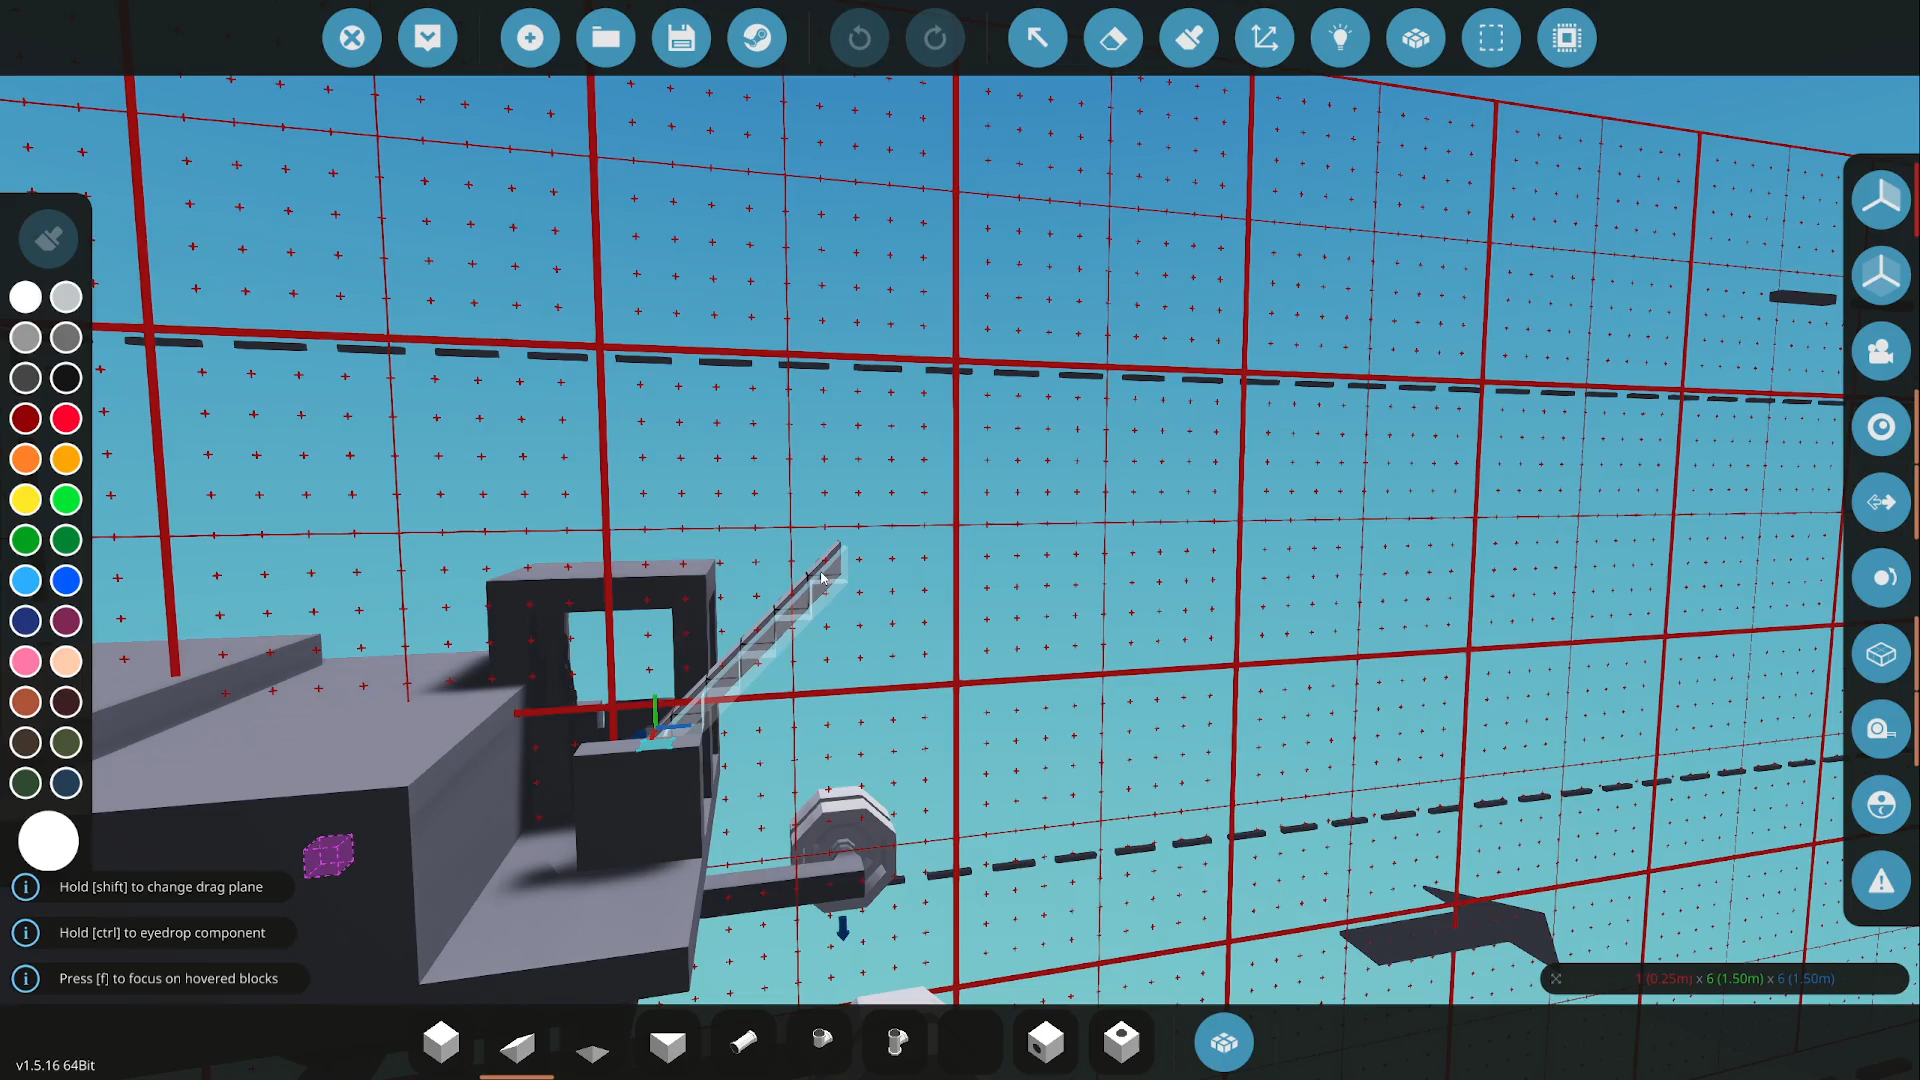 Hold [shift] to change drag plane
Hold [ctrl] to eyedrop component
Press [f] to focus on hovered blocks
1 (0.25m) x 6 (1.50m) x 6 (1.50m)
v1.5.16 64Bit